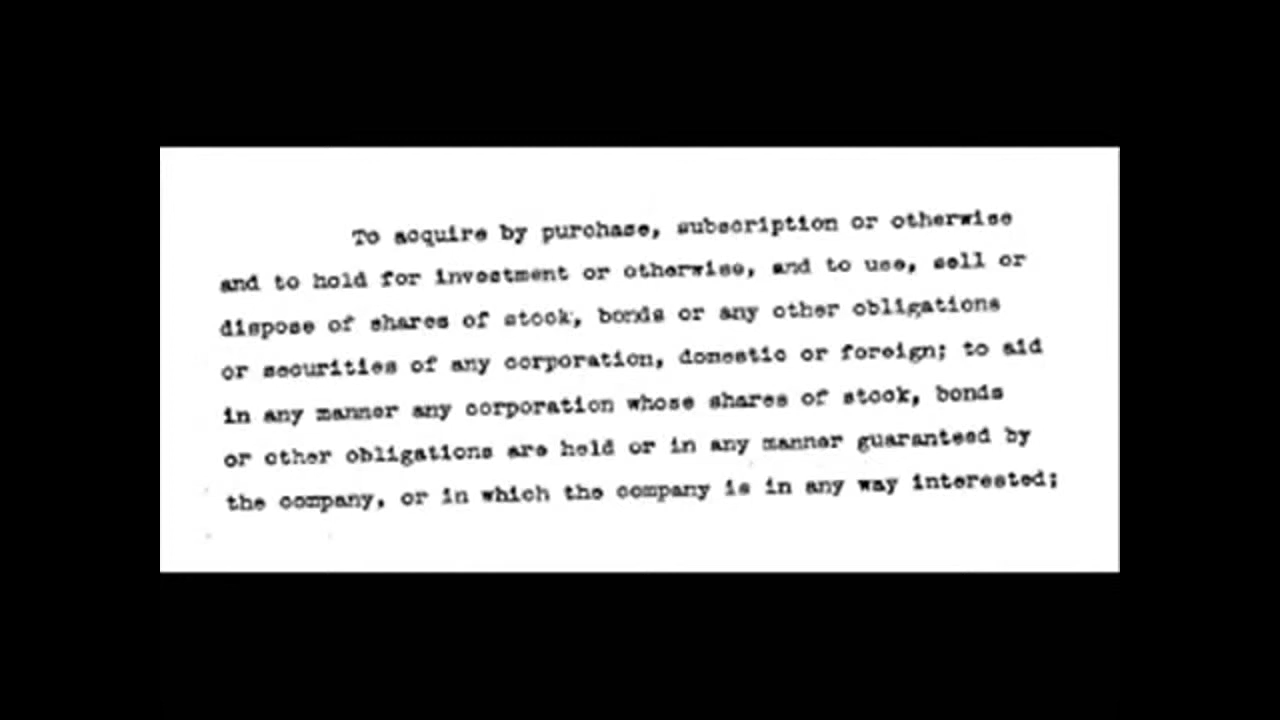 To acquire by purchase, subscription or otherwise
and to hold for investment or otherwise, and to use, sell or
dispose of shares of stock, bonds or any other obligations
or securities of any corporation, domestic or foreign; to aid
in any manner any corporation whose shares of stock, bonds
or other obligations are held or in any manner guaranteed by
the company, or in which the company is in any way interested;